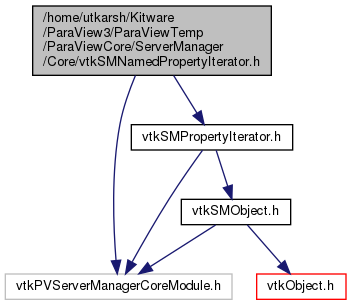 /home/utkarsh/Kitware
/ParaView3/ParaViewTemp
/ParaViewCore/ServerManager
/Core/vtkSMNamedPropertyIterator.h
vtkSMPropertyIterator.h
vtkSMObject.h
vtkPVServerManagerCoreModule.h
vtkObject.h